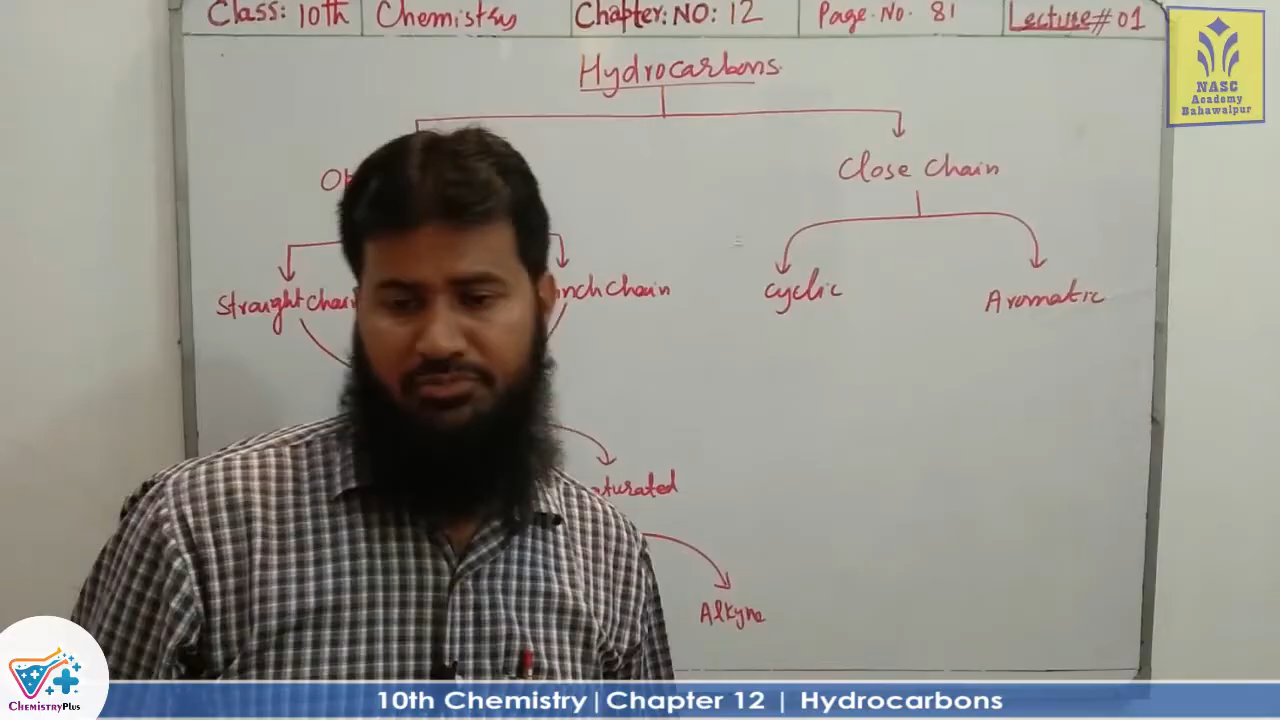 Class: 10th Chemistry Chapter: NO: 12 Page. No. 81 Lecture# 01
NASC
Academy
Bahawalpur
Hydrocarbons
Close Chain
Straight Chain
Chain
Cyclic
Aromatic
Alkyne
ChemistryPlus
10th Chemistry | Chapter 12 | Hydrocarbons